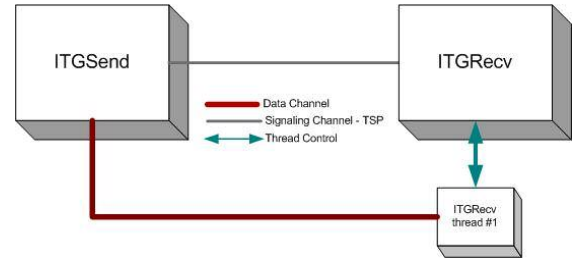 ITGSend
ITGRecv
Data Channel
Signaling Channel - TSP
Thread Control
ITGRecv
thread #1